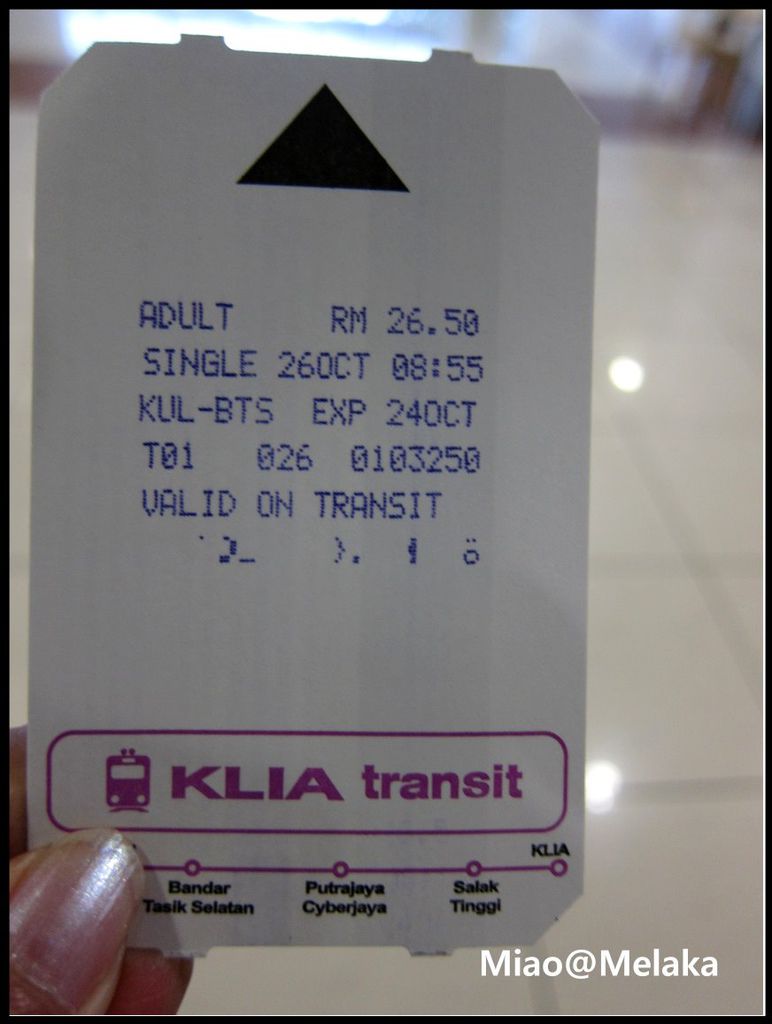 ADULT RM 26.50
SINGLE 26OCT 08:55
KUL-BTS EXP 24OCT
T01 026 0103250
VALID ON TRANSIT
KLIA transit
KLIA
Bandar Tasik Selatan
Putrajaya Cyberjaya
Salak Tinggi
Miao@Melaka